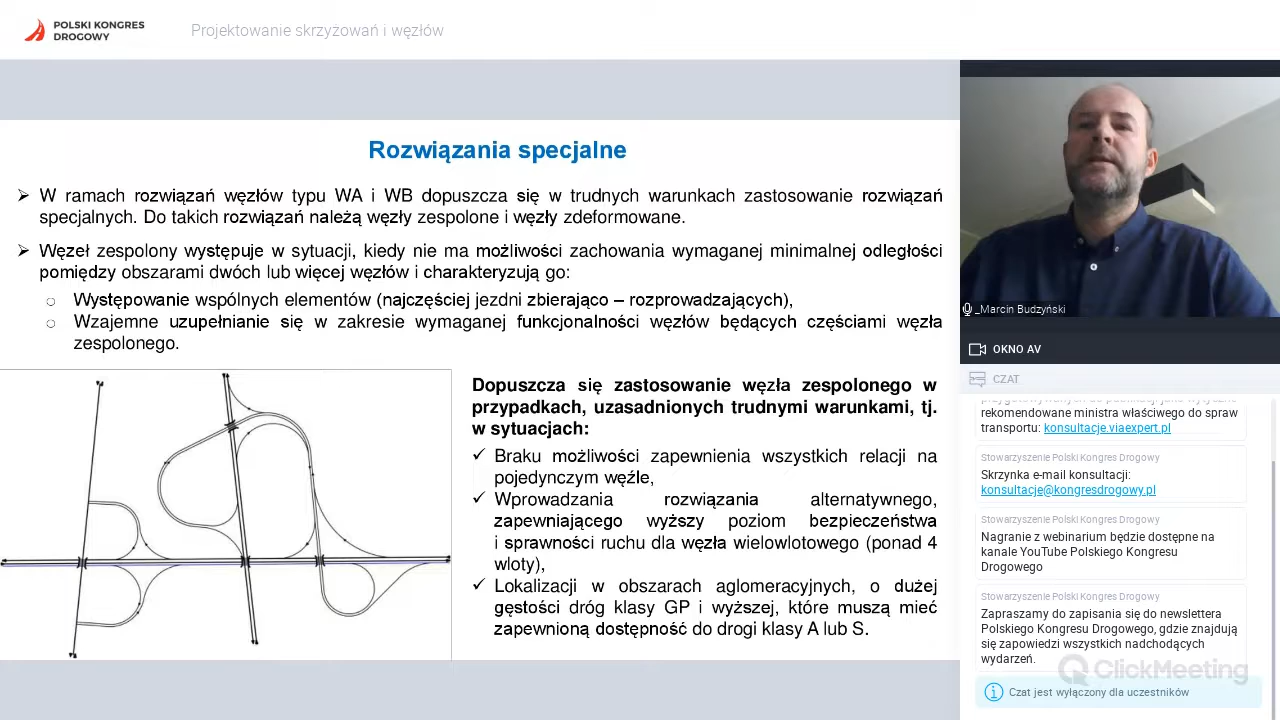 POLSKI KONGRES
DROGOWY
Projektowanie skrzyżowań i węzłów
Rozwiązania specjalne
➢ W ramach rozwiązań węzłów typu WA i WB dopuszcza się w trudnych warunkach zastosowanie rozwiązań
specjalnych. Do takich rozwiązań należą węzły zespolone i węzły zdeformowane.
➢ Węzeł zespolony występuje w sytuacji, kiedy nie ma możliwości zachowania wymaganej minimalnej odległości
pomiędzy obszarami dwóch lub więcej węzłów i charakteryzują go:
○ Występowanie wspólnych elementów (najczęściej jezdni zbierająco – rozprowadzających),
○ Wzajemne uzupełnianie się w zakresie wymaganej funkcjonalności węzłów będących częściami węzła
zespolonego.
Dopuszcza się zastosowanie węzła zespolonego w
przypadkach, uzasadnionych trudnymi warunkami, tj.
w sytuacjach:
✓ Braku możliwości zapewnienia wszystkich relacji na
pojedynczym węźle,
✓ Wprowadzania rozwiązania alternatywnego,
zapewniającego wyższy poziom bezpieczeństwa
i sprawności ruchu dla węzła wielowlotowego (ponad 4
wloty),
✓ Lokalizacji w obszarach aglomeracyjnych, o dużej
gęstości dróg klasy GP i wyższej, które muszą mieć
zapewnioną dostępność do drogi klasy A lub S.
_Marcin Budzyński
OKNO AV
CZAT
rekomendowane ministra właściwego do spraw
transportu: konsultacje.viaexpert.pl
Stowarzyszenie Polski Kongres Drogowy
Skrzynka e-mail konsultacji:
konsultacje@kongresdrogowy.pl
Stowarzyszenie Polski Kongres Drogowy
Nagranie z webinarium będzie dostępne na
kanale YouTube Polskiego Kongresu
Drogowego
Stowarzyszenie Polski Kongres Drogowy
Zapraszamy do zapisania się do newslettera
Polskiego Kongresu Drogowego, gdzie znajdują
się zapowiedzi wszystkich nadchodzących
wydarzeń.
ClickMeeting
Czat jest wyłączony dla uczestników